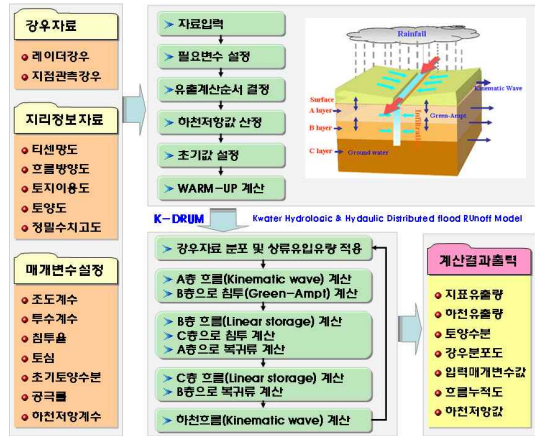 강우자료
레이더강우
지점관측강우
지리정보자료
티센망도
흐름방향도
토지이용도
토양도
정밀수치고도
매개변수설정
조도계수
투수계수
침투율
토심
초기토양수분
공극률
하천저항계수
자료입력
필요변수 설정
유출계산순서 결정
하천저항값 산정
초기값 설정
WARM-UP 계산
Rainfall
Kinematic Wave
Surface
A layer
B layer
C layer
Green-Ampt
Infiltration
Ground water
K-DRUM
Kwater Hydrologic & Hydaulic Distributed flood RUnoff Model
강우자료 분포 및 상류유입유량 적용
A층 흐름(Kinematic wave) 계산
B층으로 침투(Green-Ampt) 계산
B층 흐름(Linear storage) 계산
C층으로 침투 계산
A층으로 복귀류 계산
C층 흐름(Linear storage) 계산
B층으로 복귀류 계산
하천흐름(Kinematic wave) 계산
계산결과출력
지표유출량
하천유출량
토양수분
강우분포도
입력매개변수값
흐름누적도
하천저항값